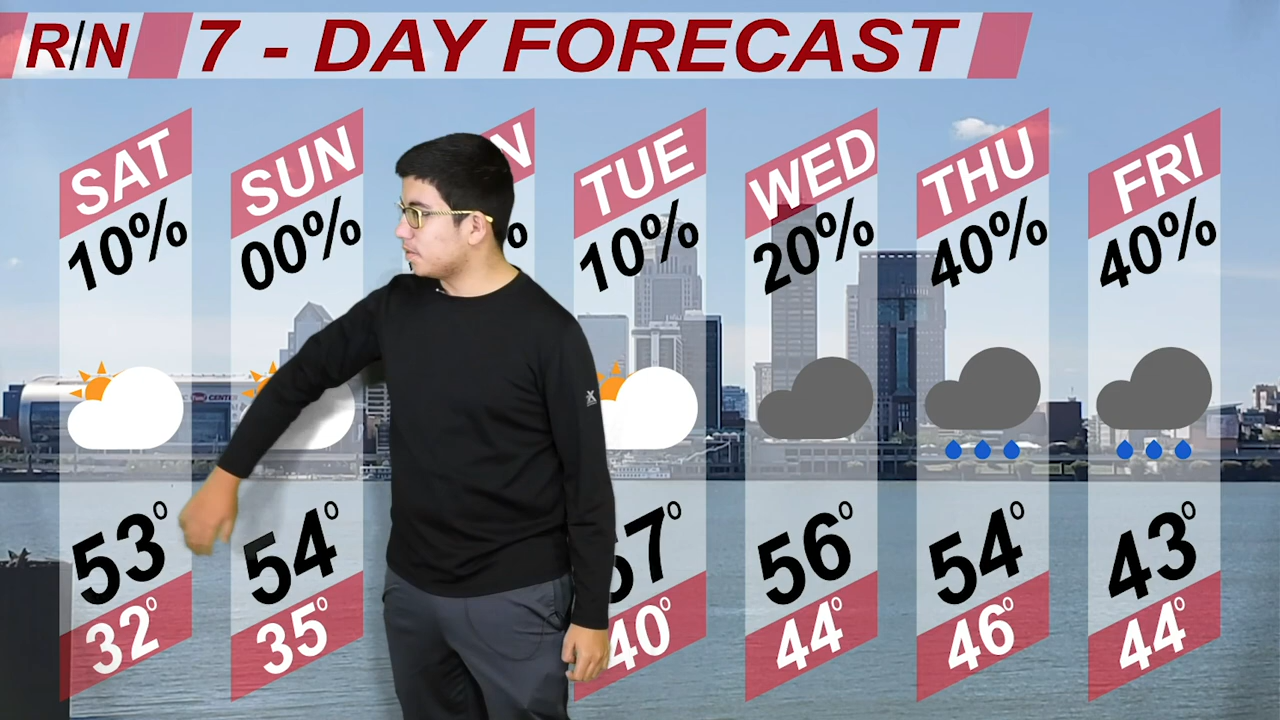 R/N 7 - DAY FORECAST
SAT SUN TUE WED THU FRI
10% 00% 10% 20% 40% 40%
53° 54° 56° 54° 43°
32° 35° 40° 44° 46° 44°